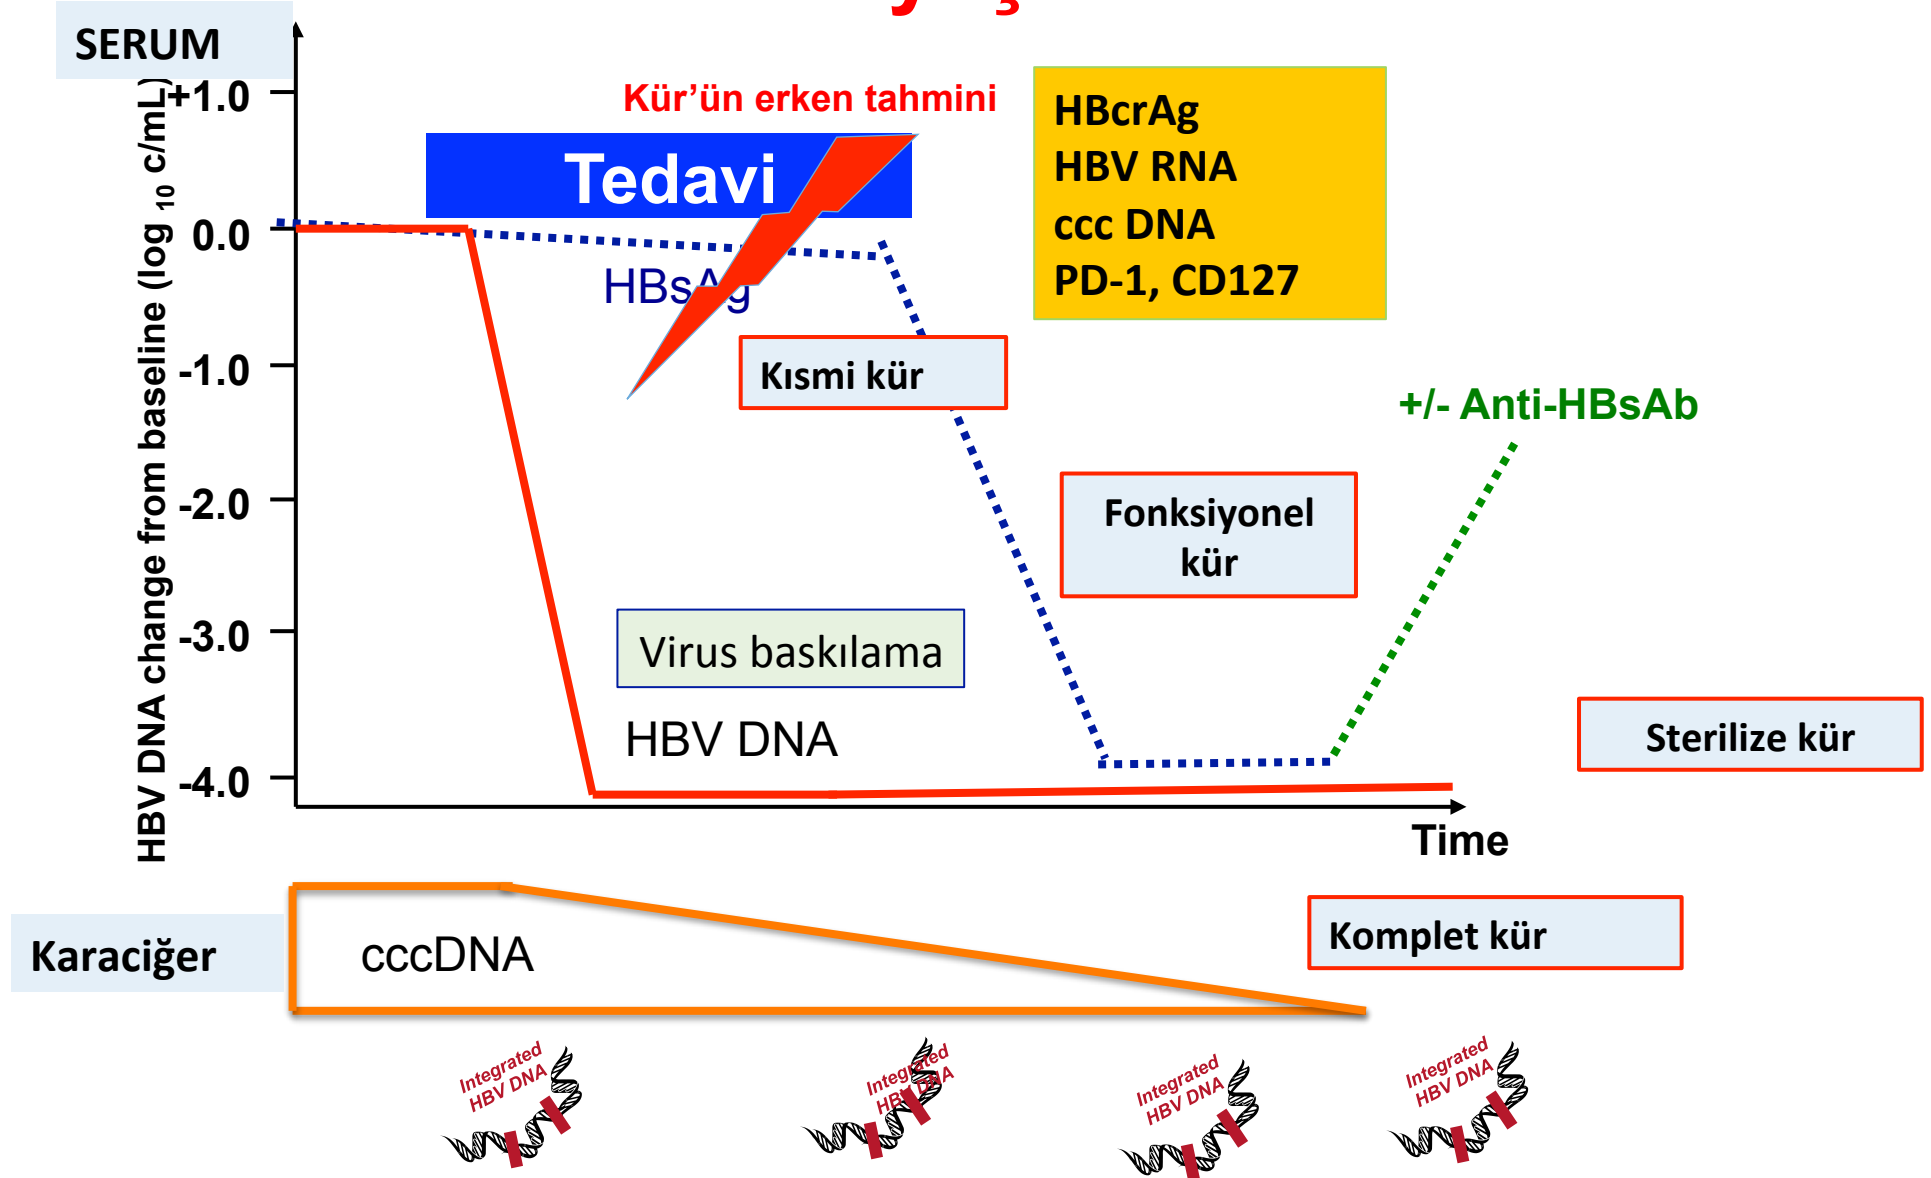 SERUM
HBV DNA change from baseline (log 10 c/mL)
+1.0
0.0
-1.0
-2.0
-3.0
-4.0
Kür’ün erken tahmini
Tedavi
HBsAg
HBcrAg
HBV RNA
ccc DNA
PD-1, CD127
Kısmi kür
+/- Anti-HBsAb
Fonksiyonel
kür
Virus baskılama
HBV DNA
Sterilize kür
Time
Karaciğer
cccDNA
Komplet kür
Integrated
HBV DNA
Integrated
HBV DNA
Integrated
HBV DNA
Integrated
HBV DNA